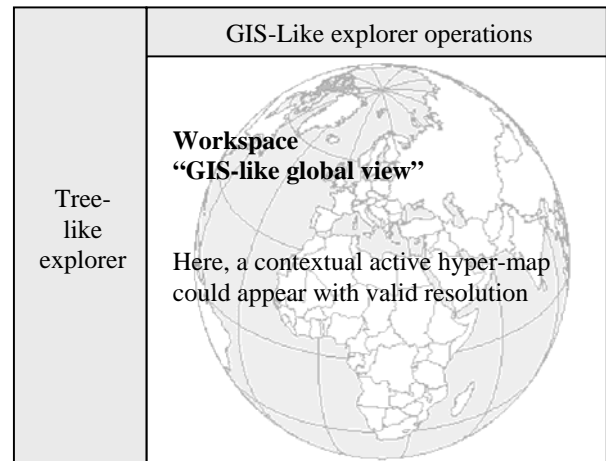 GIS-Like explorer operations
Workspace
“GIS-like global view”
Tree-
like
explorer
Here, a contextual active hyper-map
could appear with valid resolution